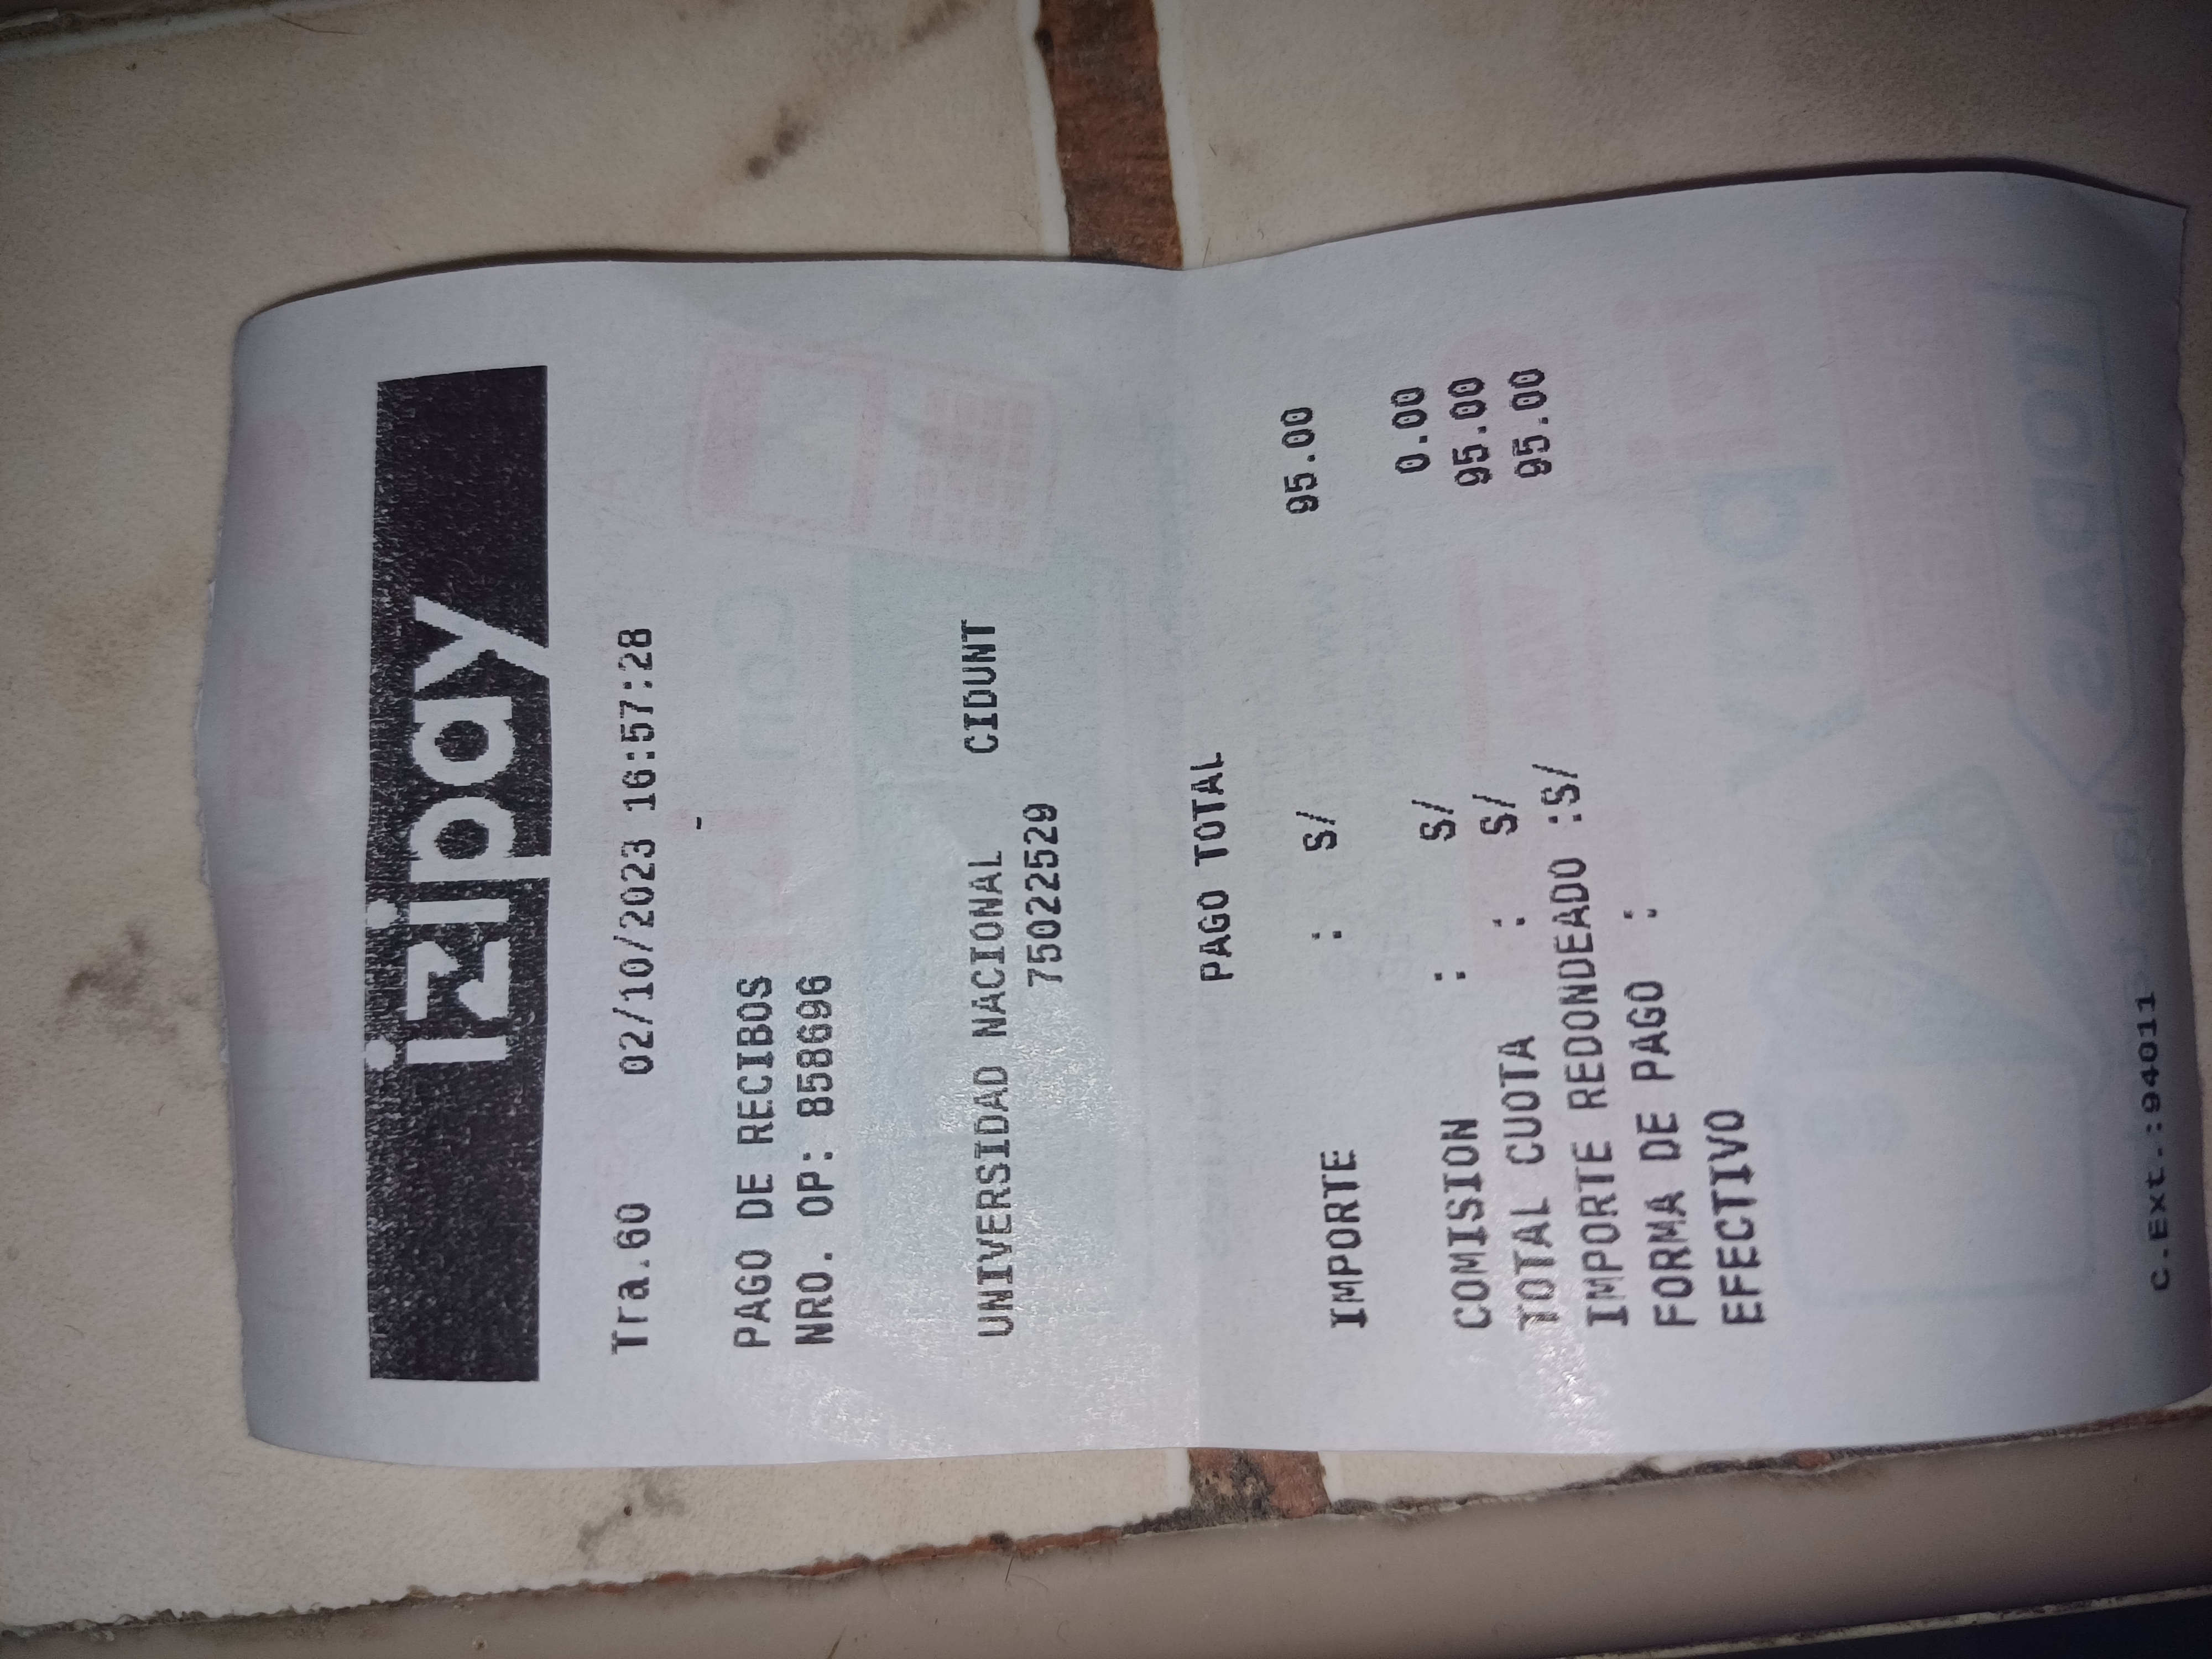 izipay
Tra.60 02/10/2023 16:57:28
-
PAGO DE RECIBOS
NRO. OP: 858696
UNIVERSIDAD NACIONAL CIDUNT
75022529
PAGO TOTAL
IMPORTE : S/ 95.00
COMISION : S/ 0.00
TOTAL CUOTA : S/ 95.00
IMPORTE REDONDEADO :S/ 95.00
FORMA DE PAGO :
EFECTIVO
C.Ext.:94011